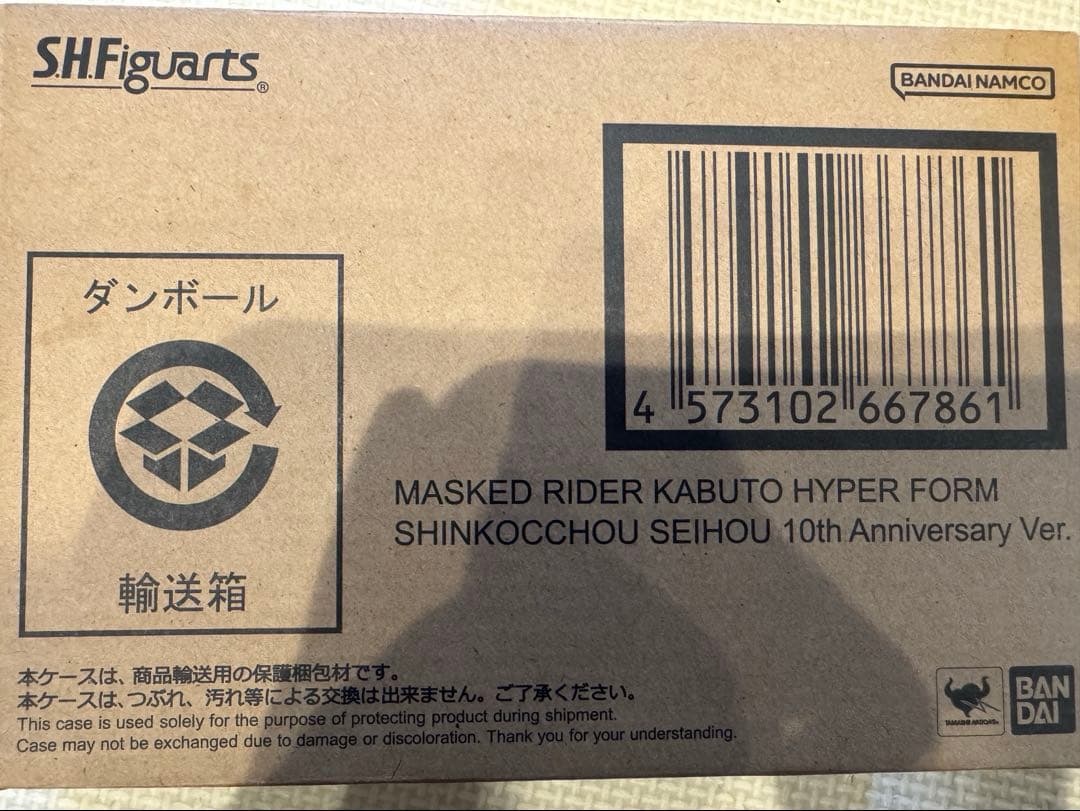 S.H.Figuarts®
BANDAI NAMCO
4 573102 667861
MASKED RIDER KABUTO HYPER FORM
SHINKOCCHOU SEIHOU 10th Anniversary Ver.
ダンボール
輸送箱
本ケースは、商品輸送用の保護梱包材です。
本ケースは、つぶれ、汚れ等による交換は出来ません。ご了承ください。
This case is used solely for the purpose of protecting product during shipment.
Case may not be exchanged due to damage or discoloration. Thank you for your understanding.
TAMASHII NATIONS
BAN
DAI